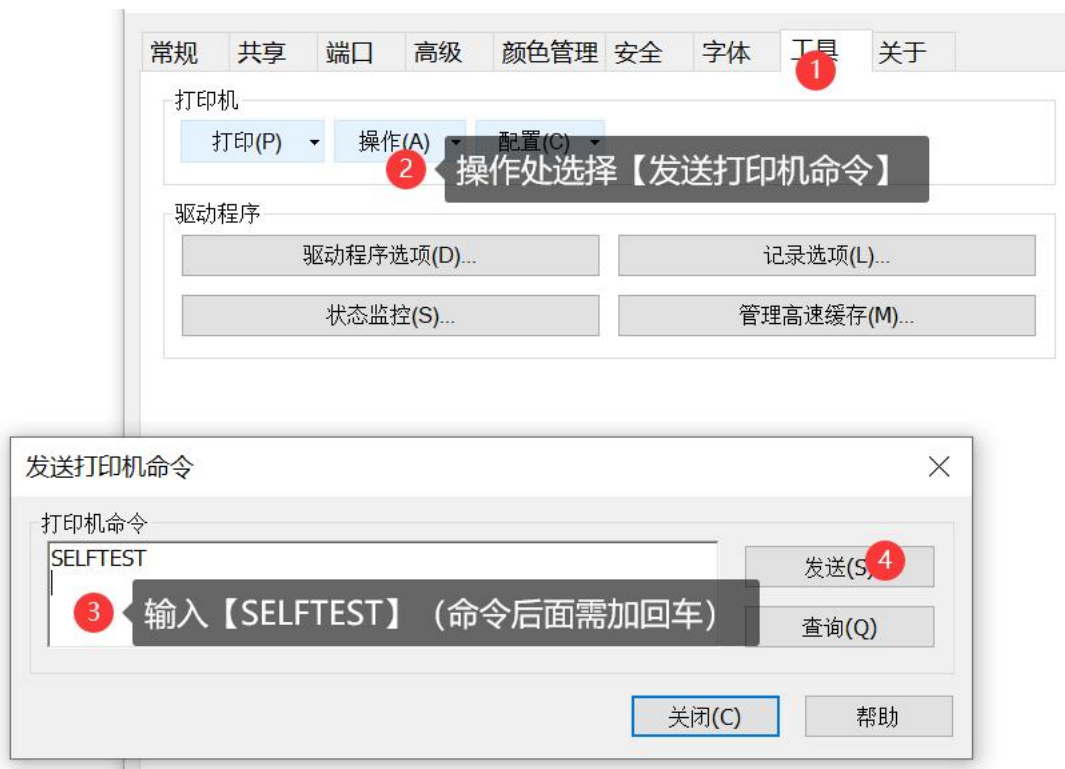 常规 共享 端口 高级 颜色管理 安全 字体 工具 关于
1
打印机
打印(P) 操作(A) 配置(C)
2 操作处选择【发送打印机命令】
驱动程序
驱动程序选项(D)... 记录选项(L)...
状态监控(S)... 管理高速缓存(M)...
发送打印机命令
打印机命令
SELFTEST
发送(S 4
3 输入【SELFTEST】（命令后面需加回车）
查询(Q)
关闭(C) 帮助